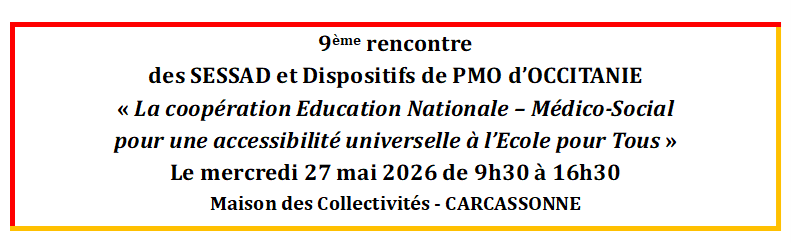 9ème rencontre
des SESSAD et Dispositifs de PMO d’OCCITANIE
« La coopération Education Nationale – Médico-Social
pour une accessibilité universelle à l’Ecole pour Tous »
Le mercredi 27 mai 2026 de 9h30 à 16h30
Maison des Collectivités - CARCASSONNE